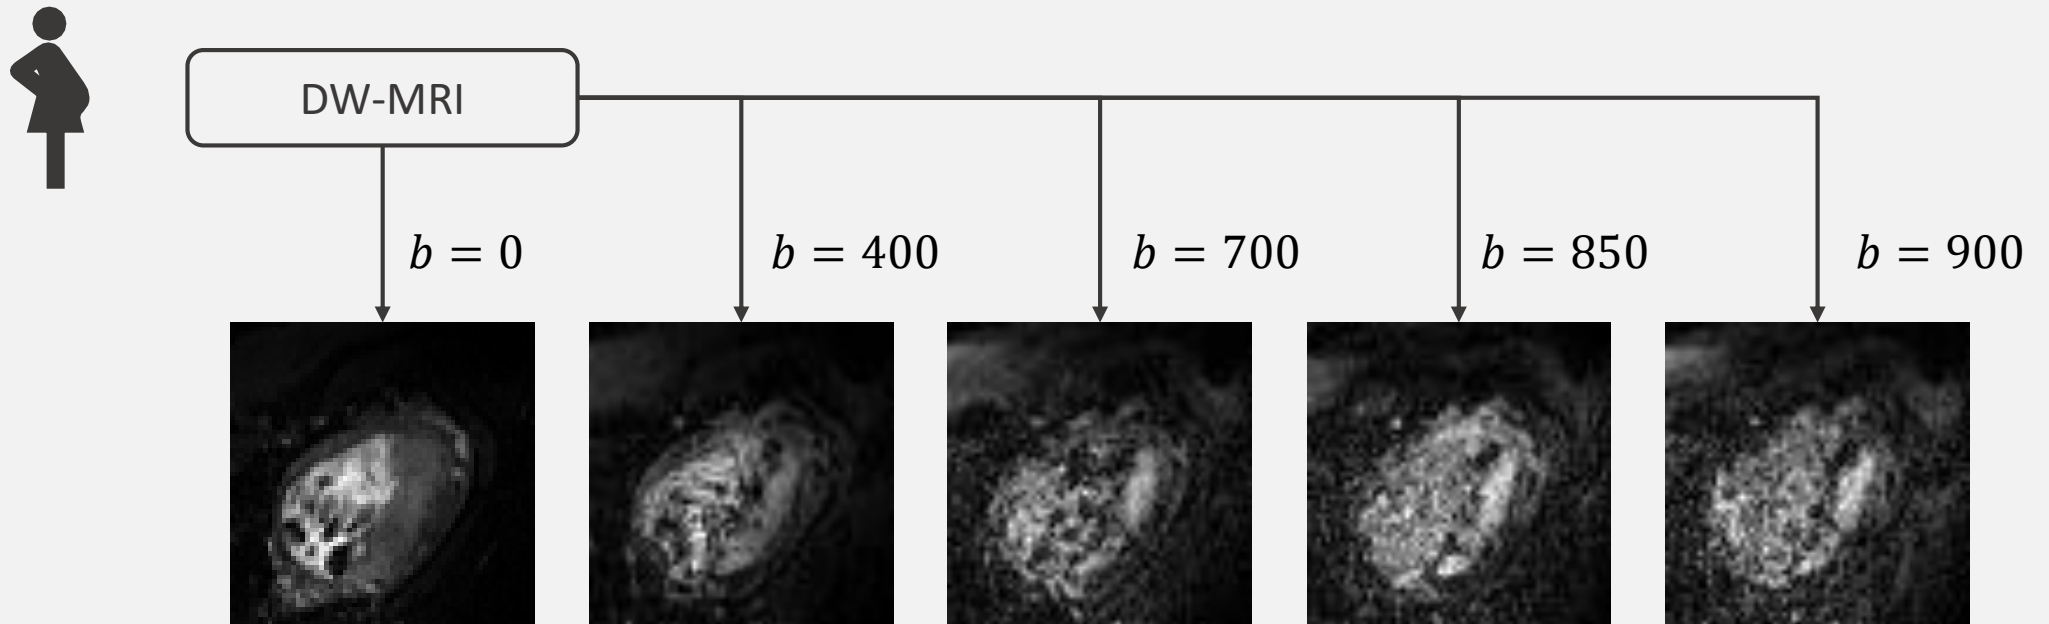 DW-MRI
b = 0
b = 400
b = 700
b = 850
b = 900